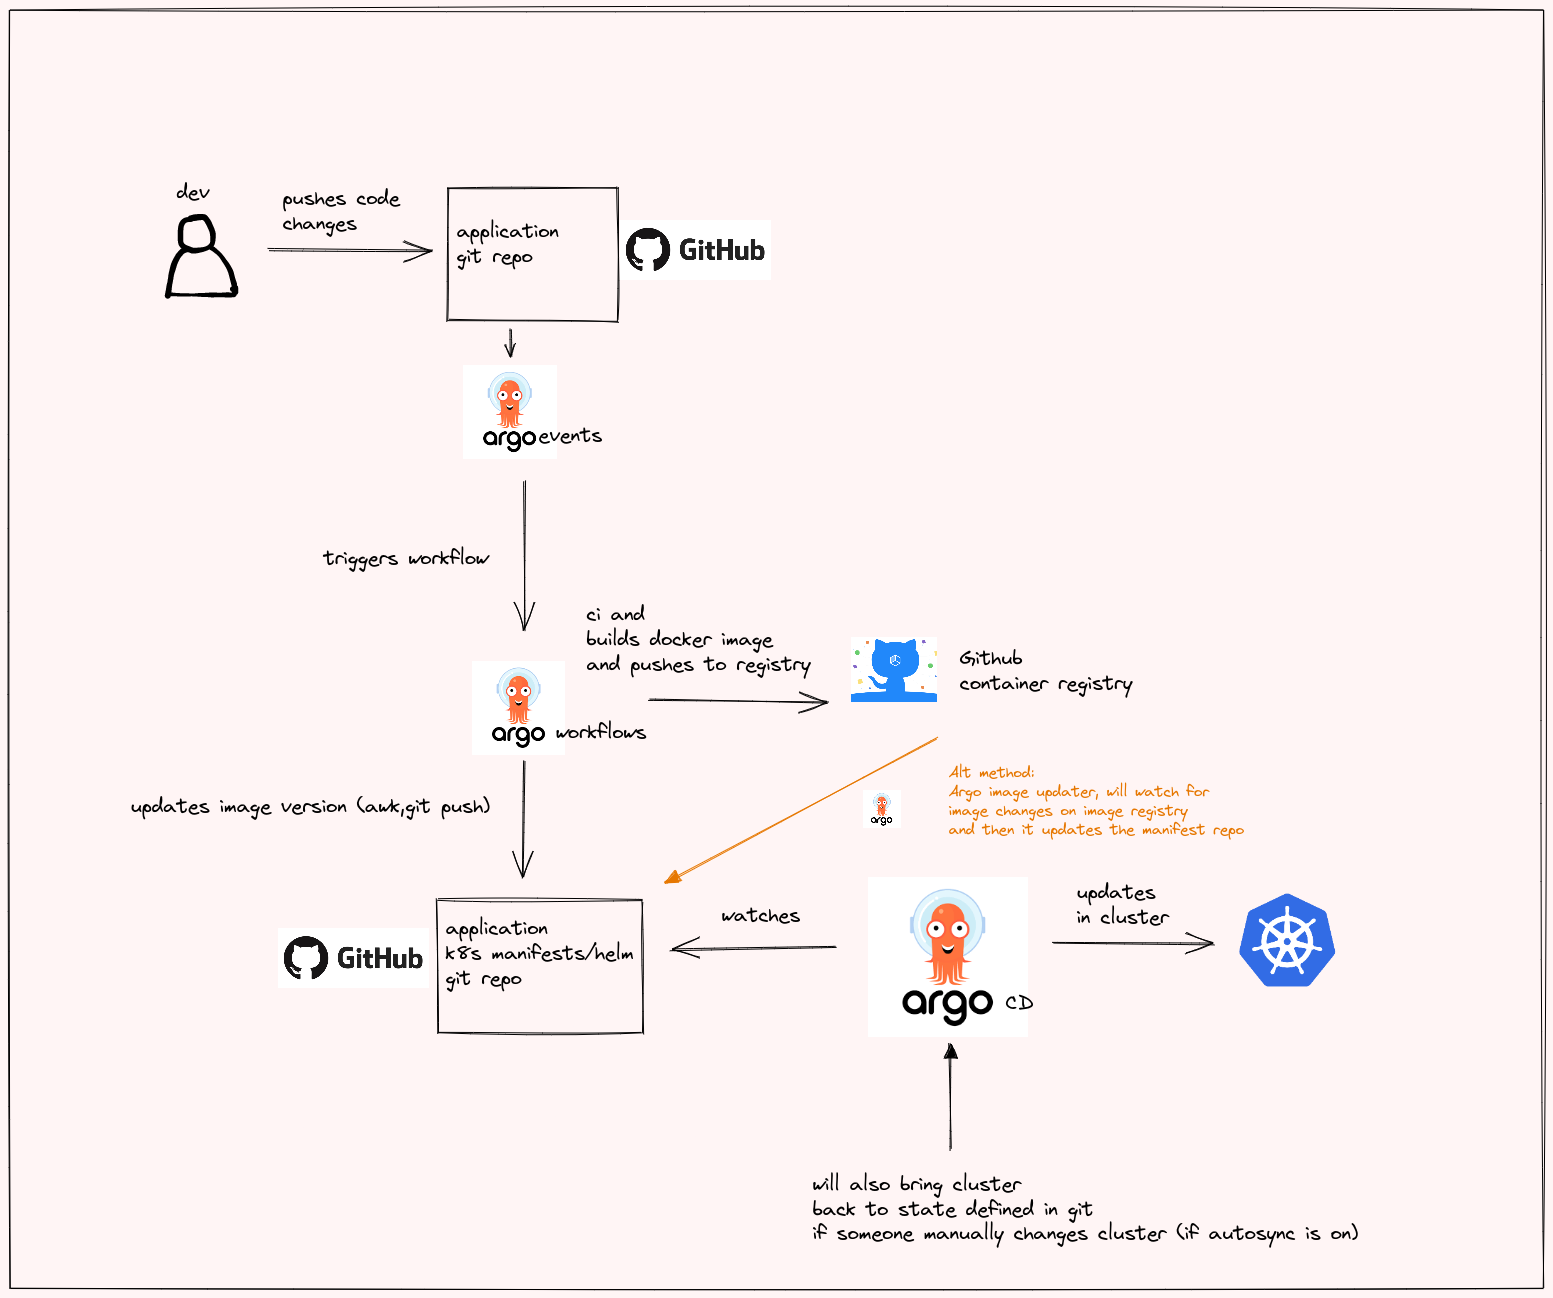 dev
pushes code
changes
application
git repo
GitHub
argo events
triggers workflow
ci and
builds docker image
and pushes to registry
Github
container registry
argo workflows
updates image version (awk,git push)
Alt method:
Argo image updater, will watch for
image changes on image registry
and then it updates the manifest repo
argo
GitHub
application
k8s manifests/helm
git repo
watches
argo CD
updates
in cluster
will also bring cluster
back to state defined in git
if someone manually changes cluster (if autosync is on)